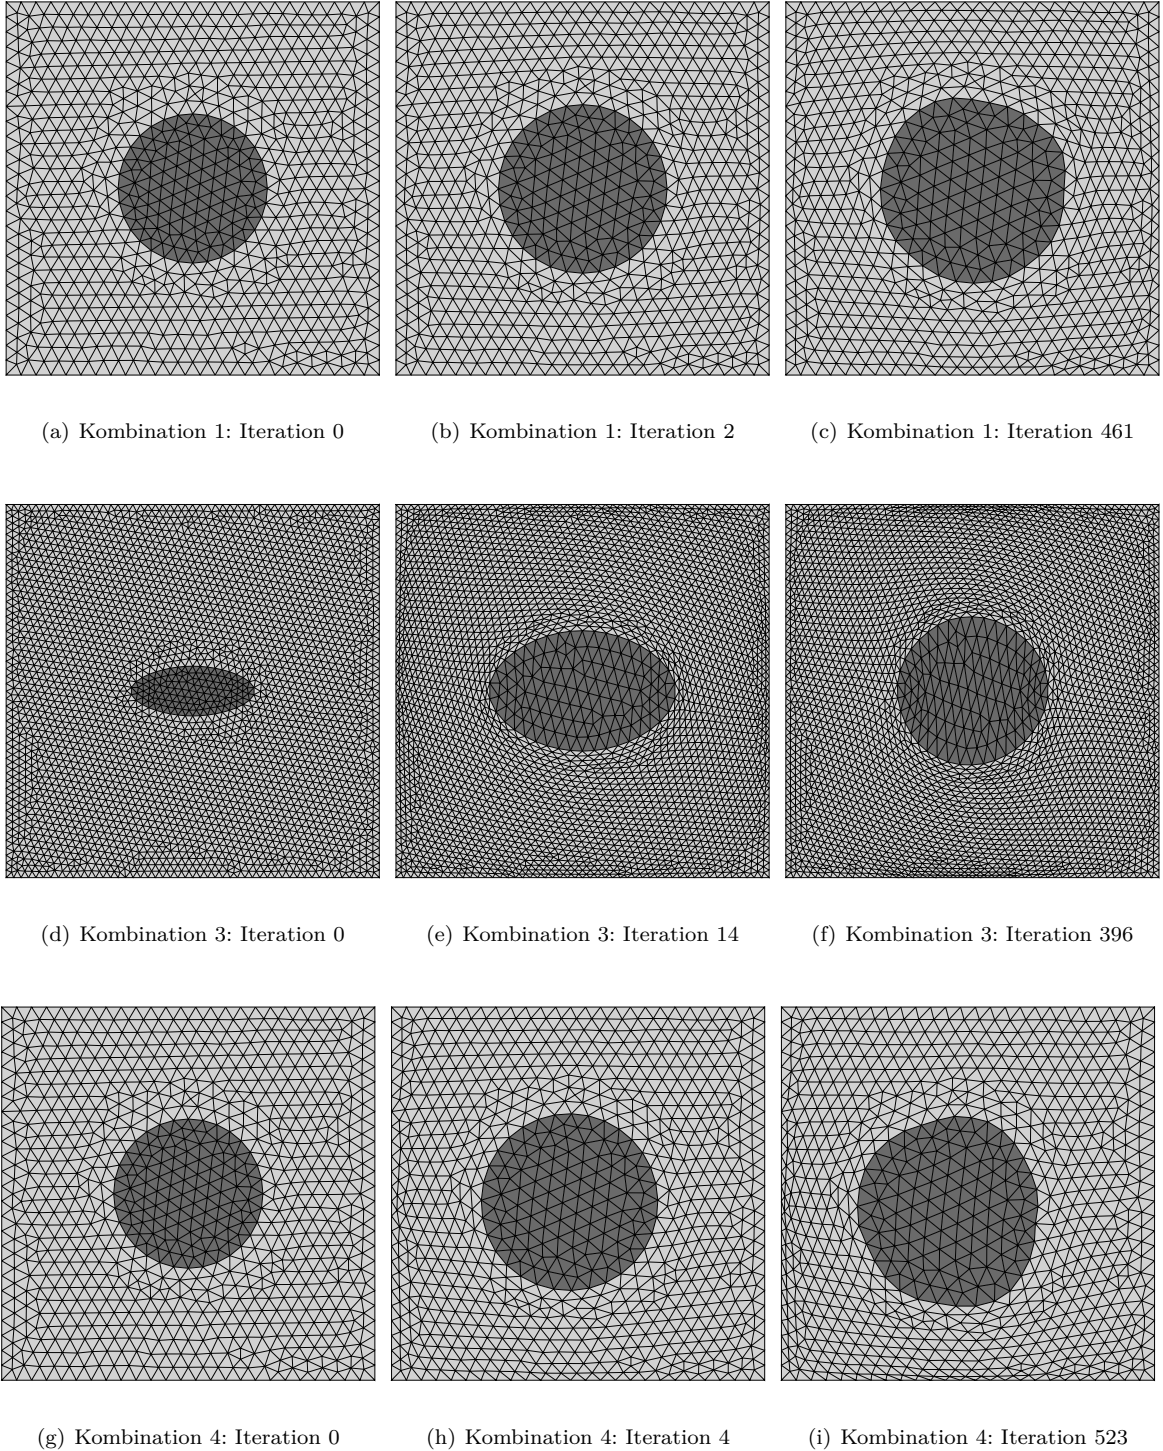 (a) Kombination 1: Iteration 0
(b) Kombination 1: Iteration 2
(c) Kombination 1: Iteration 461
(d) Kombination 3: Iteration 0
(e) Kombination 3: Iteration 14
(f) Kombination 3: Iteration 396
(g) Kombination 4: Iteration 0
(h) Kombination 4: Iteration 4
(i) Kombination 4: Iteration 523